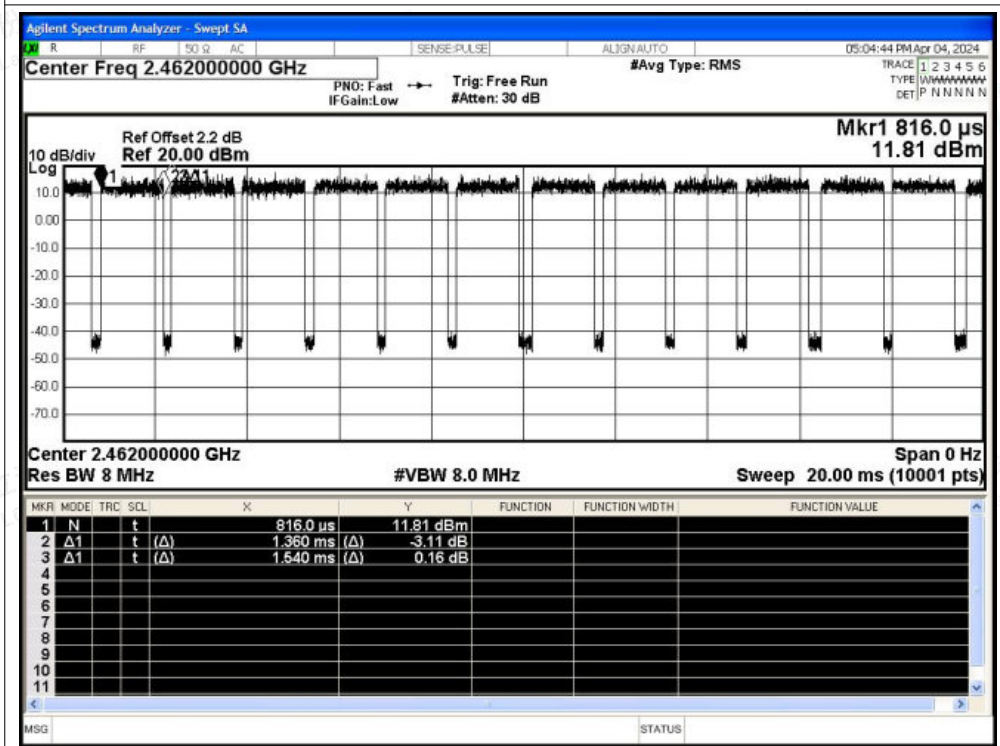 Agilent Spectrum Analyzer - Swept SA
LXI R RF 50 Ω AC SENSE:PULSE ALIGN AUTO 05:04:44 PM Apr 04, 2024
Center Freq 2.462000000 GHz #Avg Type: RMS TRACE 1 2 3 4 5 6
PNO: Fast Trig: Free Run TYPE WWWWWW
IFGain:Low #Atten: 30 dB DET P N N N N N
Mkr1 816.0 µs
Ref Offset 2.2 dB
10 dB/div Ref 20.00 dBm 11.81 dBm
Log
1
10.0
0.00
-10.0
-20.0
-30.0
-40.0
-50.0
-60.0
-70.0
Center 2.462000000 GHz Span 0 Hz
Res BW 8 MHz #VBW 8.0 MHz Sweep 20.00 ms (10001 pts)
MKR MODE TRC SCL X Y FUNCTION FUNCTION WIDTH FUNCTION VALUE
1 N t 816.0 µs 11.81 dBm
2 Δ1 t (Δ) 1.360 ms (Δ) -3.11 dB
3 Δ1 t (Δ) 1.540 ms (Δ) 0.16 dB
4
5
6
7
8
9
10
11
MSG STATUS